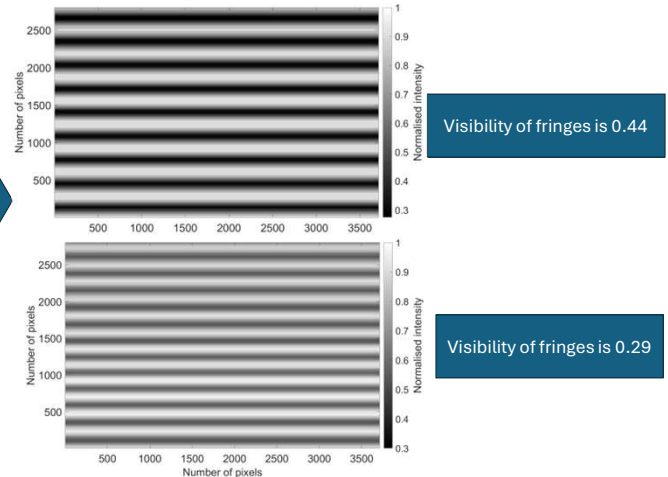 2500
2000
1500
1000
500
Number of pixels
500 1000 1500 2000 2500 3000 3500
1
0.9
0.8
0.7
0.6
0.5
0.4
0.3
Normalised intensity
Visibility of fringes is 0.44
2500
2000
1500
1000
500
Number of pixels
500 1000 1500 2000 2500 3000 3500
Number of pixels
1
0.9
0.8
0.7
0.6
0.5
0.4
0.3
Normalised intensity
Visibility of fringes is 0.29